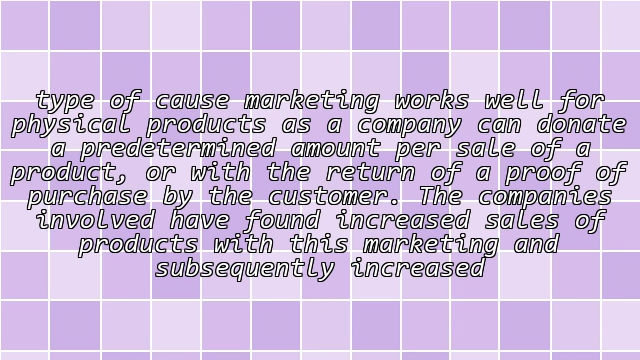 type of cause marketing works well for
physical products as a company can donate
a predetermined amount per sale of a
product, or with the return of a proof of
purchase by the customer. The companies
involved have found increased sales of
products with this marketing and
subsequently increased